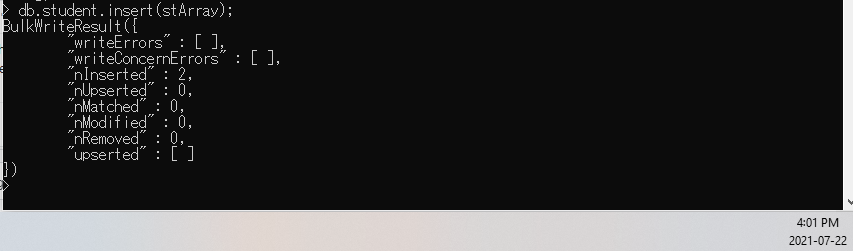 > db.student.insert(stArray);
BulkWriteResult({
"writeErrors" : [ ],
"writeConcernErrors" : [ ],
"nInserted" : 2,
"nUpserted" : 0,
"nMatched" : 0,
"nModified" : 0,
"nRemoved" : 0,
"upserted" : [ ]
})
>
4:01 PM
2021-07-22